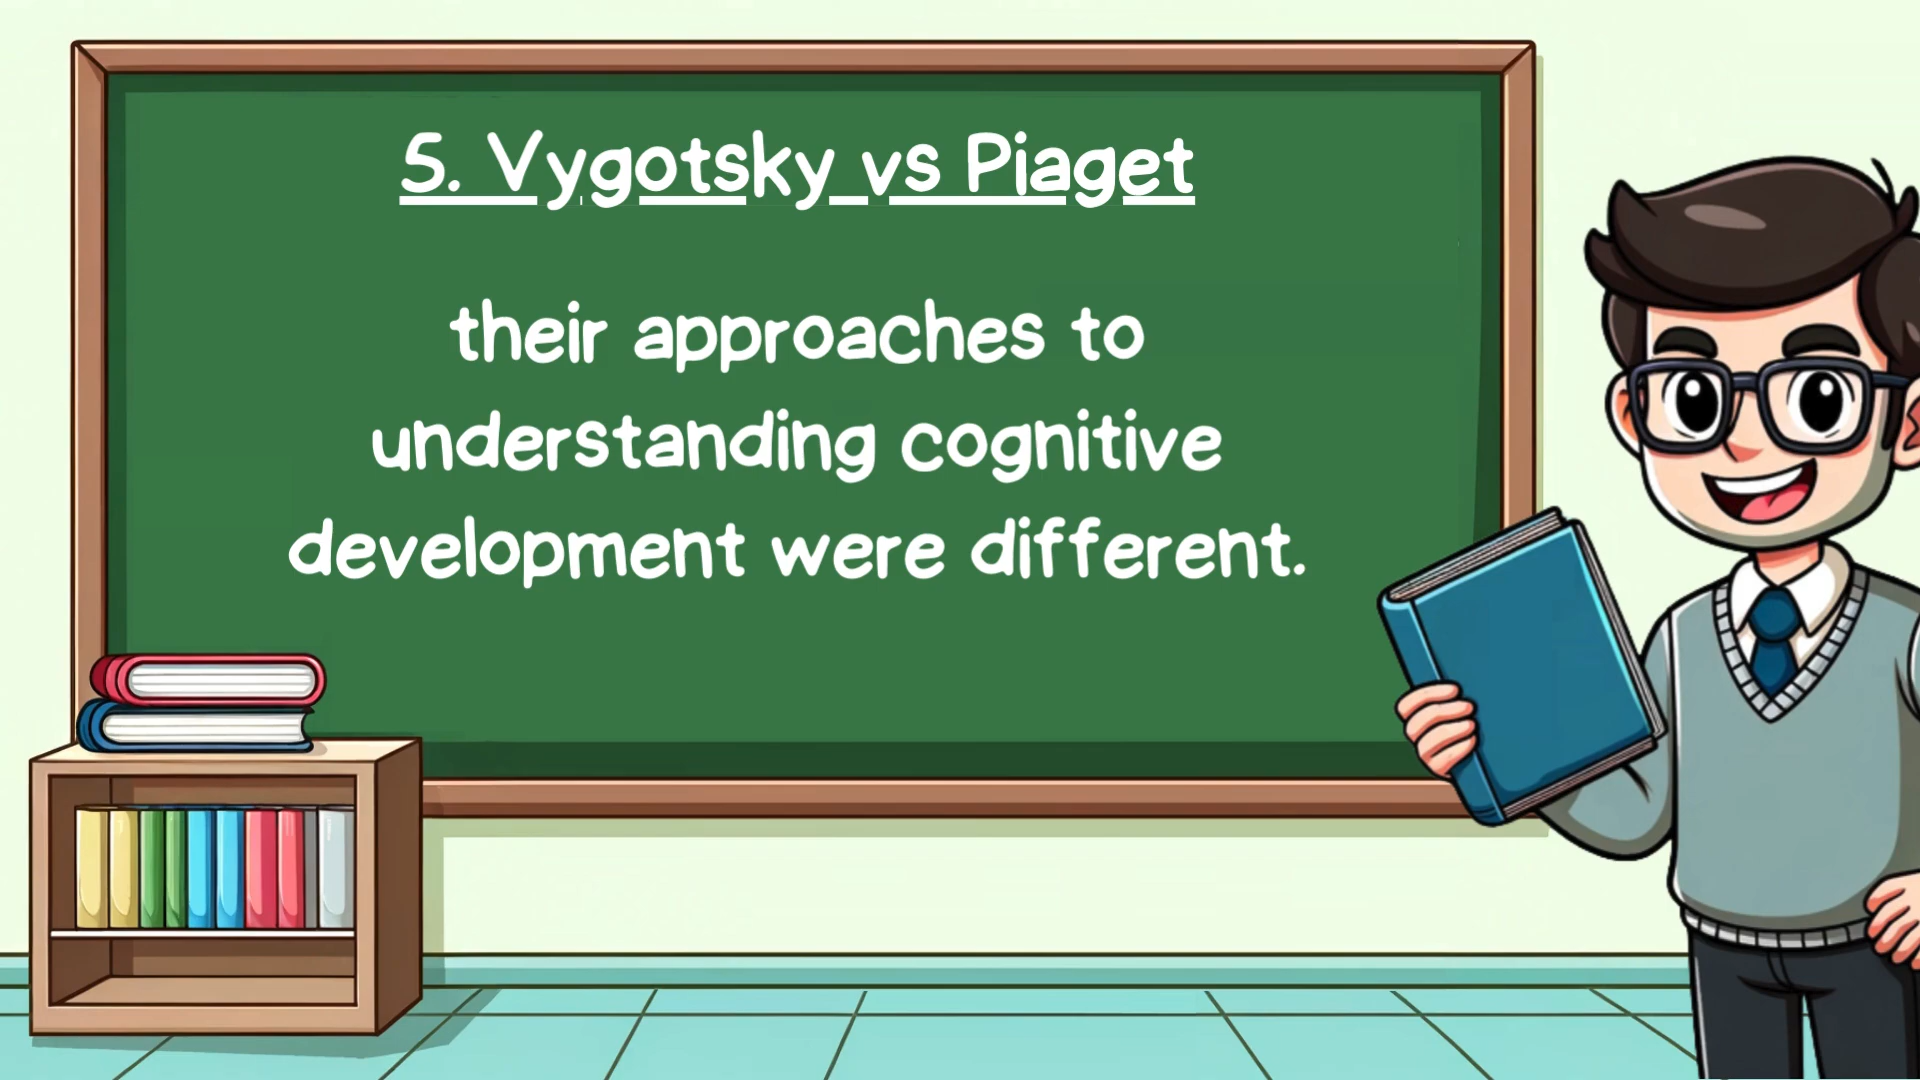 5. Vygotsky vs Piaget
their approaches to
understanding cognitive
development were different.